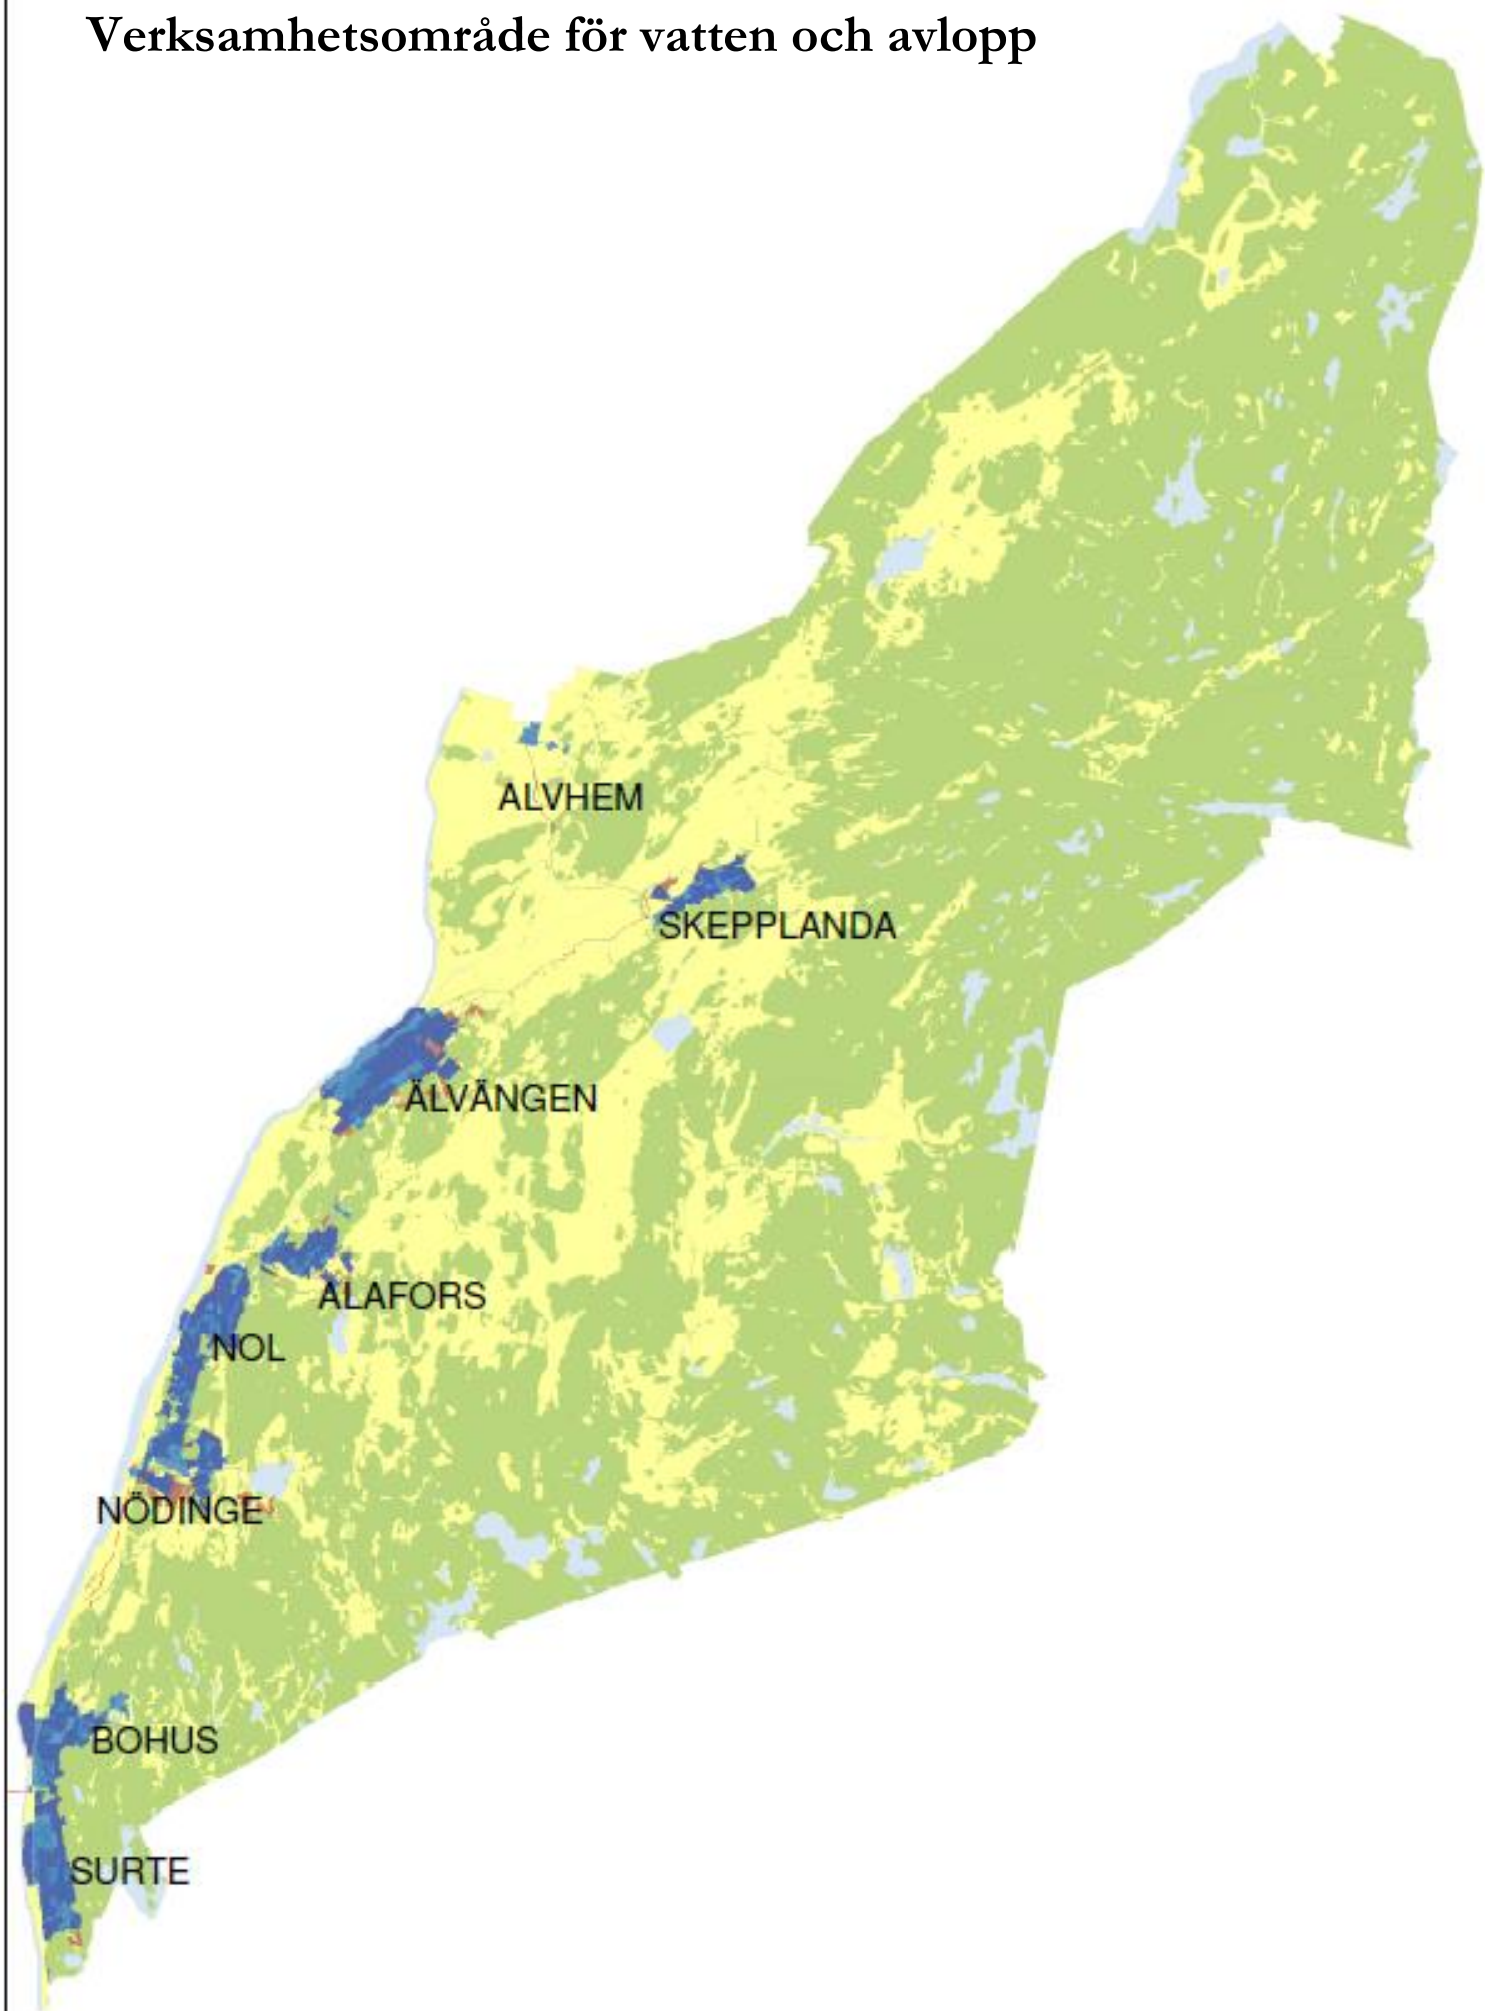 Verksamhetsområde för vatten och avlopp
ALVHEM
SKEPPLANDA
ÄLVÄNGEN
ALAFORS
NOL
NÖDINGE
BOHUS
SURTE